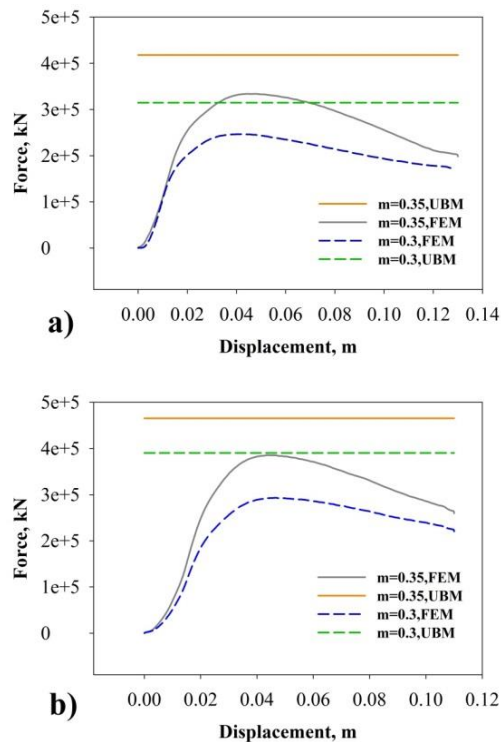 5e+5
4e+5
3e+5
2e+5
1e+5
0
Force, kN
m=0.35,UBM
m=0.35,FEM
m=0.3,FEM
m=0.3,UBM
0.00 0.02 0.04 0.06 0.08 0.10 0.12 0.14
a)
Displacement, m
5e+5
4e+5
3e+5
2e+5
1e+5
0
Force, kN
m=0.35,FEM
m=0.35,UBM
m=0.3,FEM
m=0.3,UBM
0.00 0.02 0.04 0.06 0.08 0.10 0.12
b)
Displacement, m